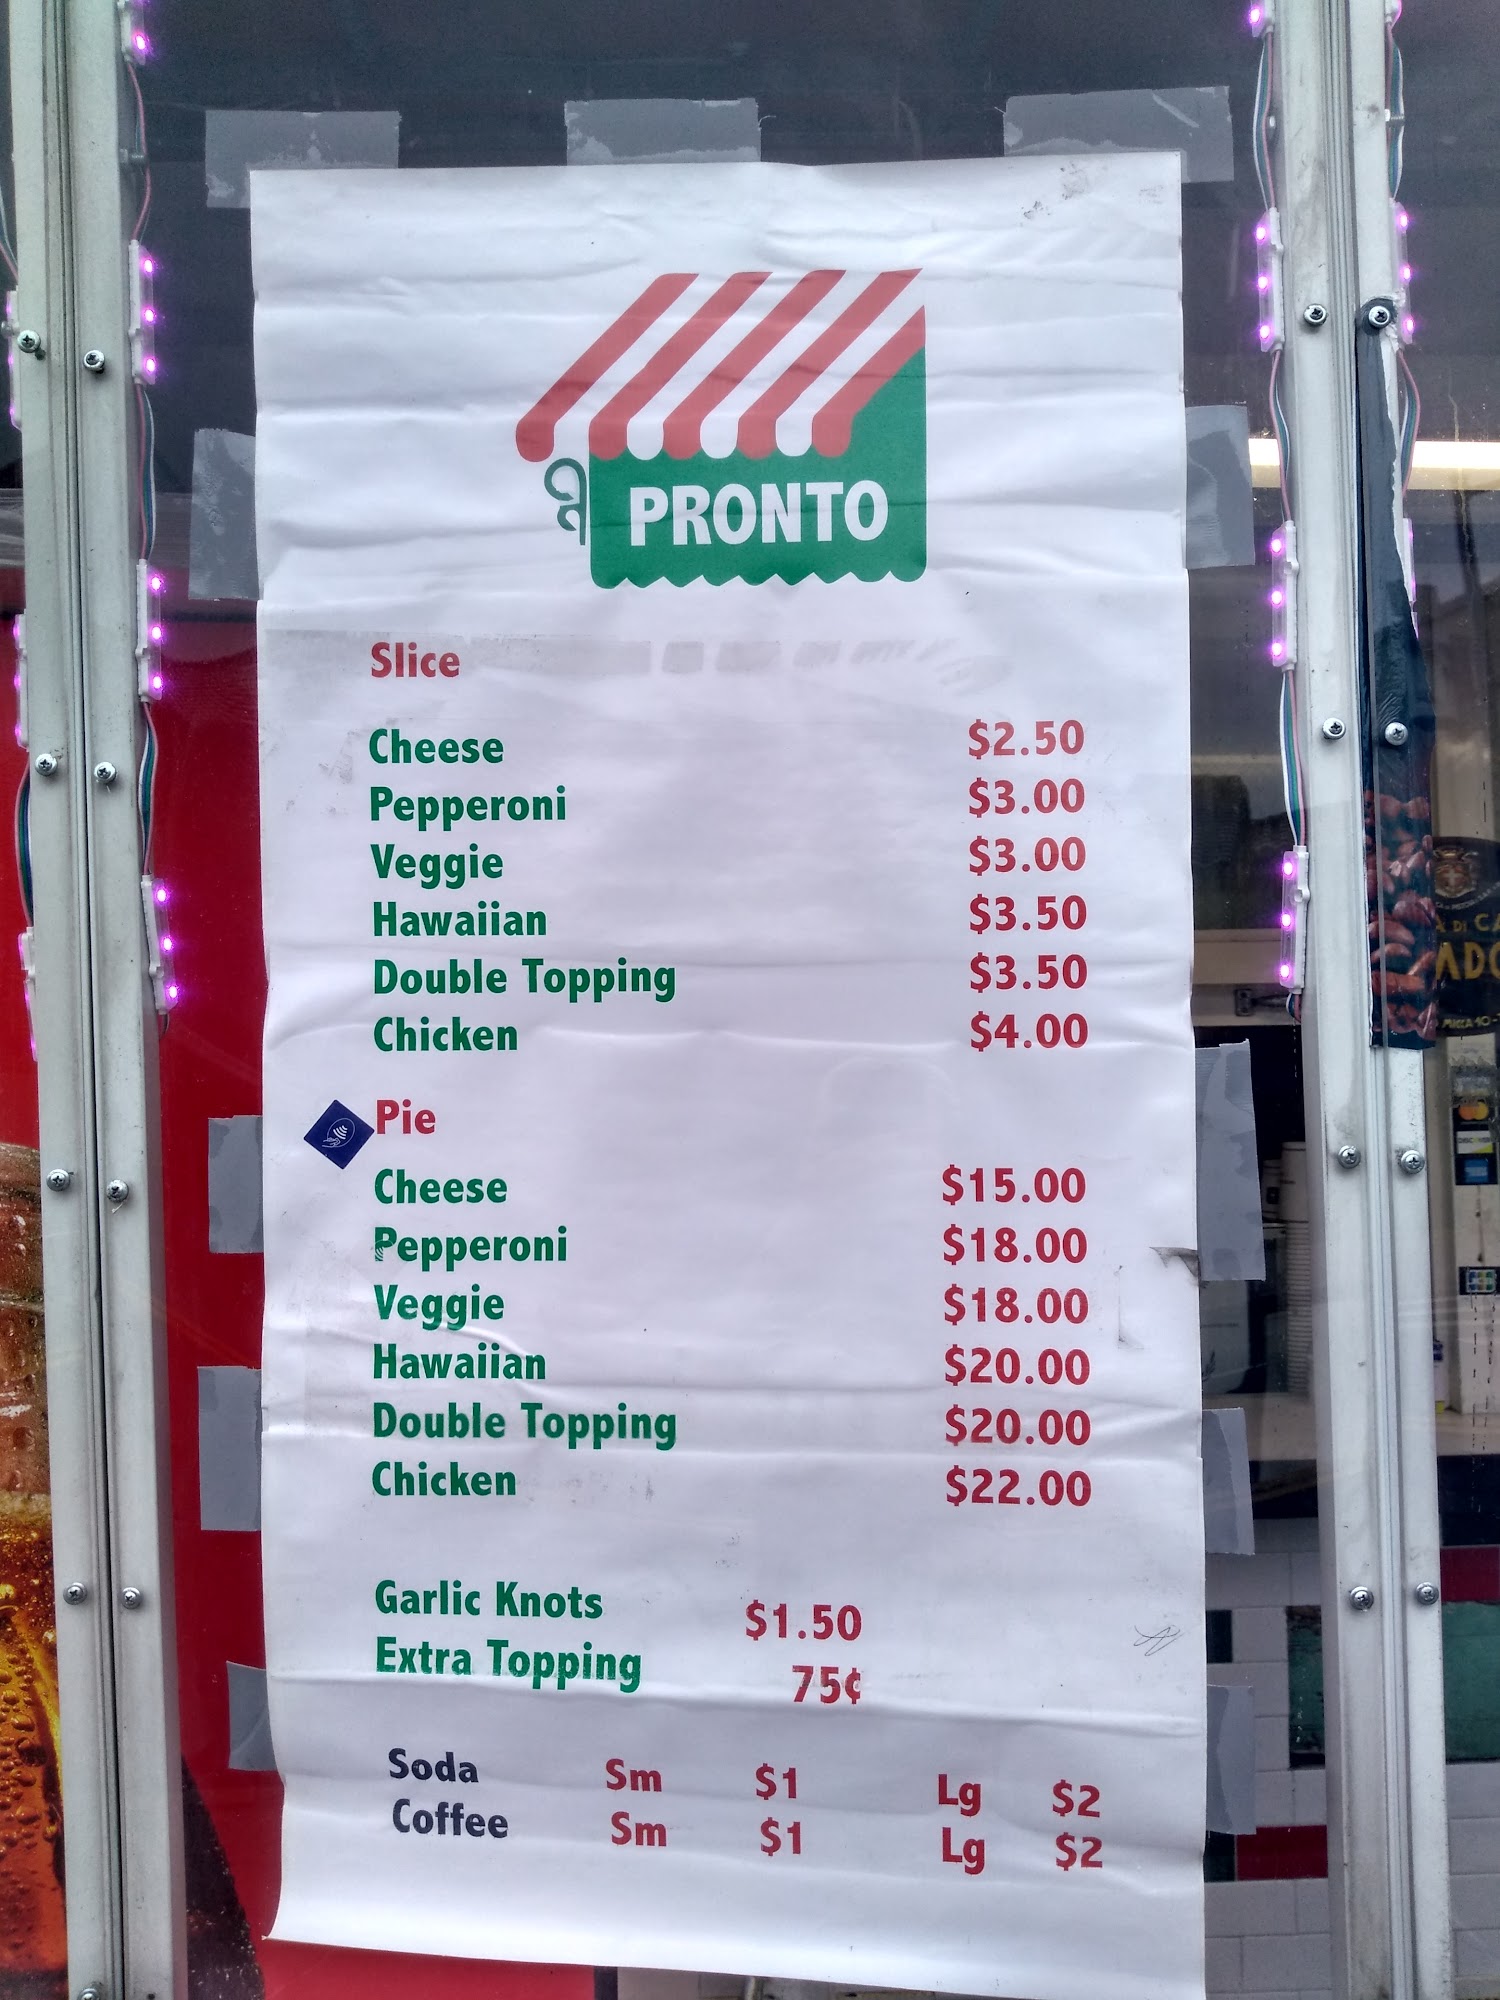 PRONTO
Slice
Cheese $2.50
Pepperoni $3.00
Veggie $3.00
Hawaiian $3.50
Double Topping $3.50
Chicken $4.00
Pie
Cheese $15.00
Pepperoni $18.00
Veggie $18.00
Hawaiian $20.00
Double Topping $20.00
Chicken $22.00
Garlic Knots $1.50
Extra Topping 75¢
Soda Sm $1 Lg $2
Coffee Sm $1 Lg $2
DI CA
ADO